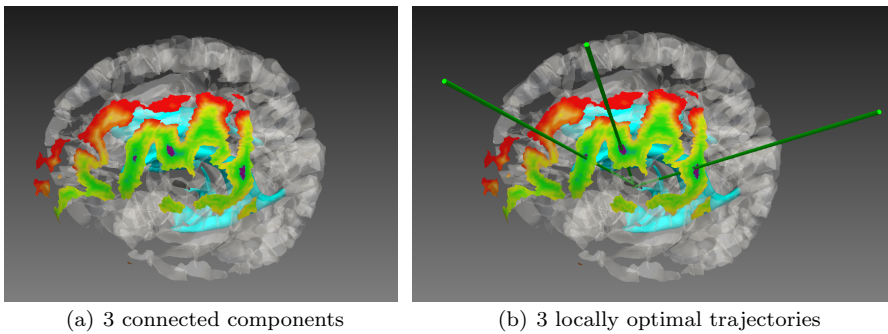 (a) 3 connected components
(b) 3 locally optimal trajectories